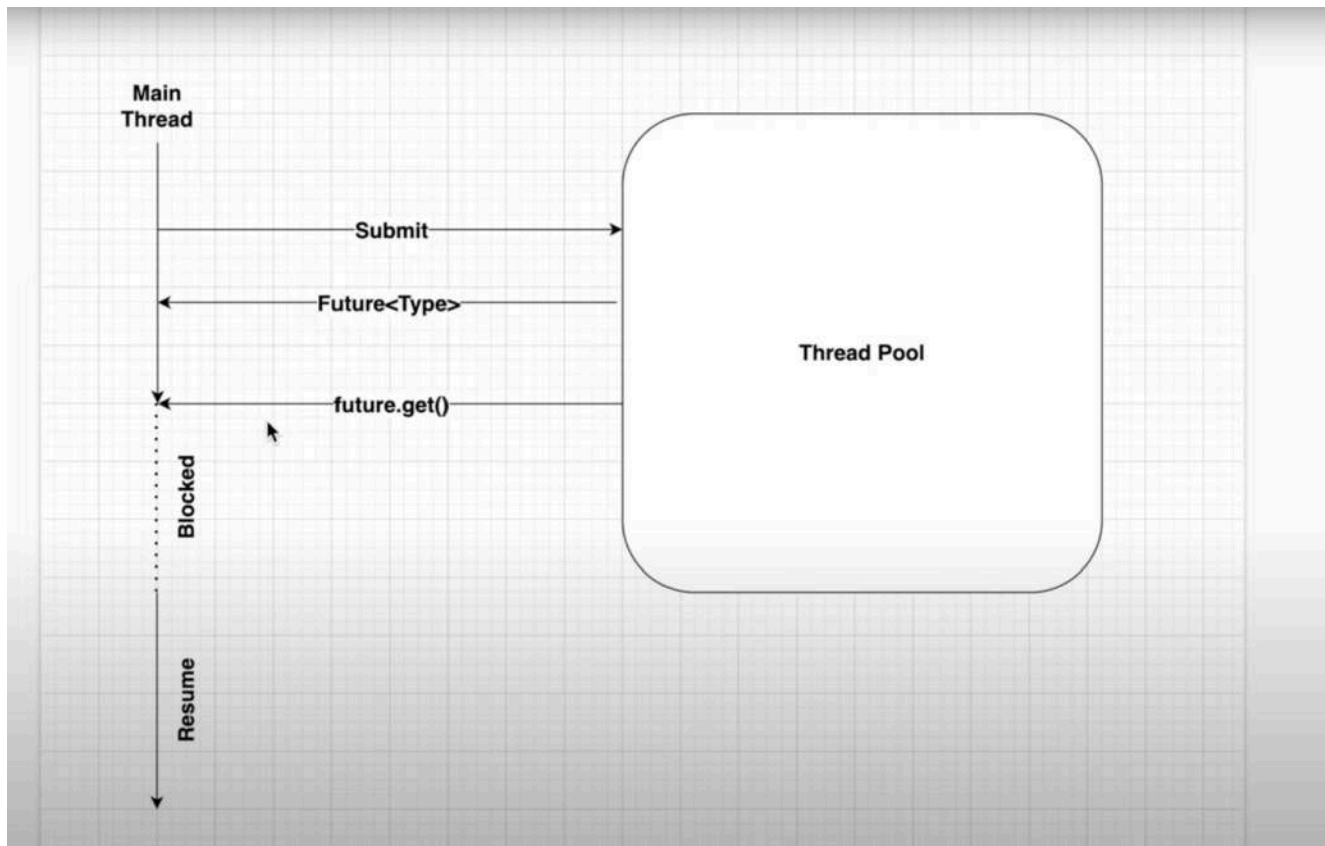 Main
Thread
Submit
Future<Type>
Thread Pool
future.get()
Blocked
Resume